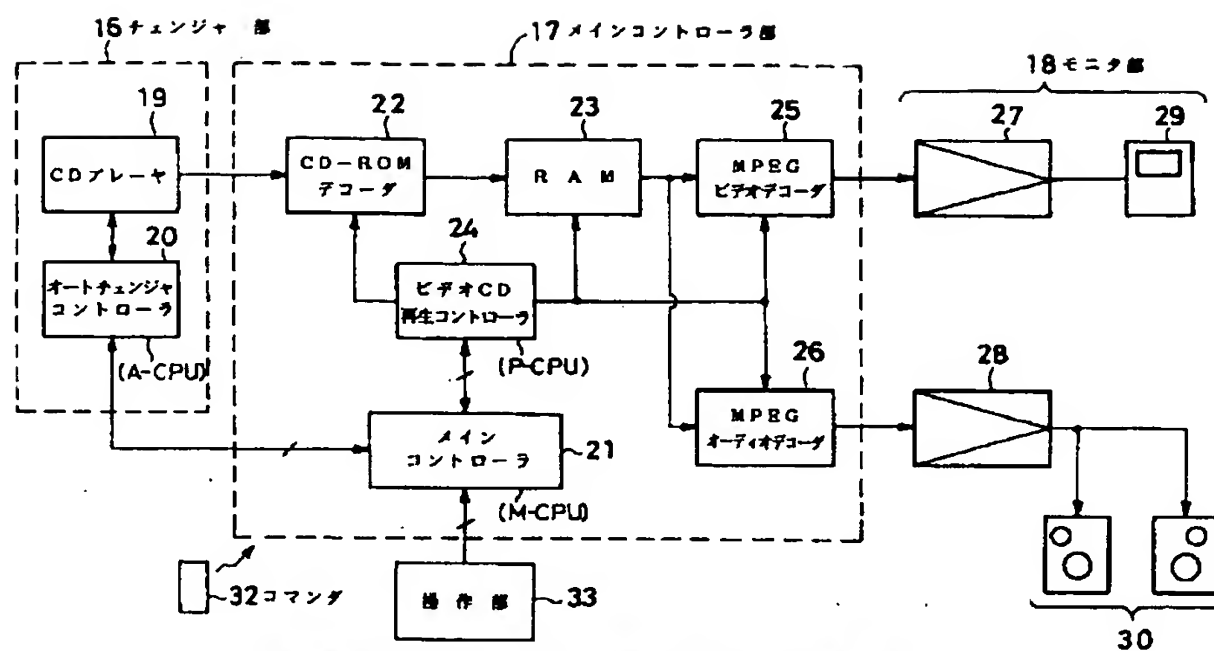 16 チェンジャ部
17 メインコントローラ部
18 モニタ部
19
CDプレーヤ
20
オートチェンジャ
コントローラ
(A-CPU)
22
CD-ROM
デコーダ
23
RAM
24
ビデオCD
再生コントローラ
(P-CPU)
25
MPEG
ビデオデコーダ
26
MPEG
オーディオデコーダ
メイン
コントローラ
21
(M-CPU)
27
29
28
30
32 コマンダ
操作部
33